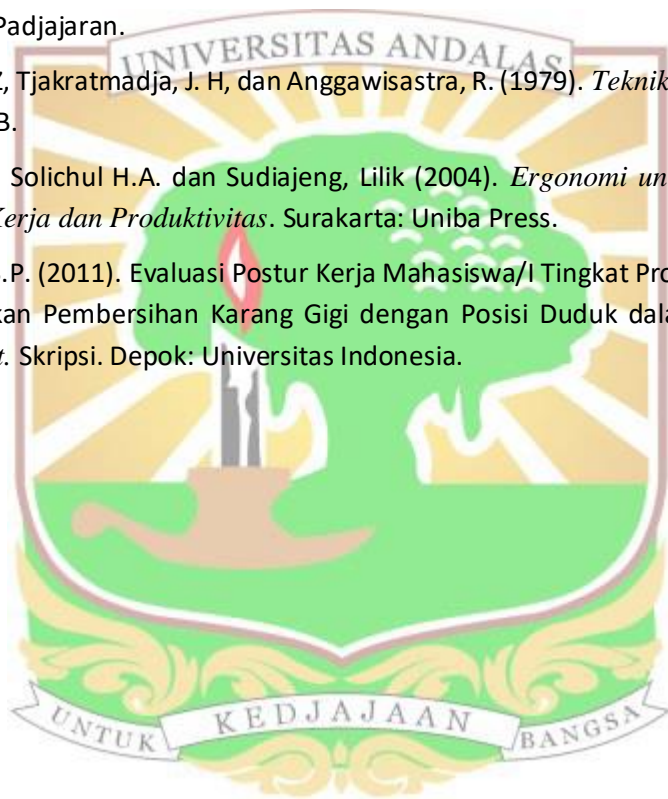 Padjajaran.
UNIVERSITAS ANDALAS
, Tjakratmadja, J. H, dan Anggawisastra, R. (1979). Teknik
B.
Solichul H.A. dan Sudiajeng, Lilik (2004). Ergonomi un
Kerja dan Produktivitas. Surakarta: Uniba Press.
.P. (2011). Evaluasi Postur Kerja Mahasiswa/I Tingkat Pro
kan Pembersihan Karang Gigi dengan Posisi Duduk dala
t. Skripsi. Depok: Universitas Indonesia.
UNTUK KEDJAJAAN BANGSA